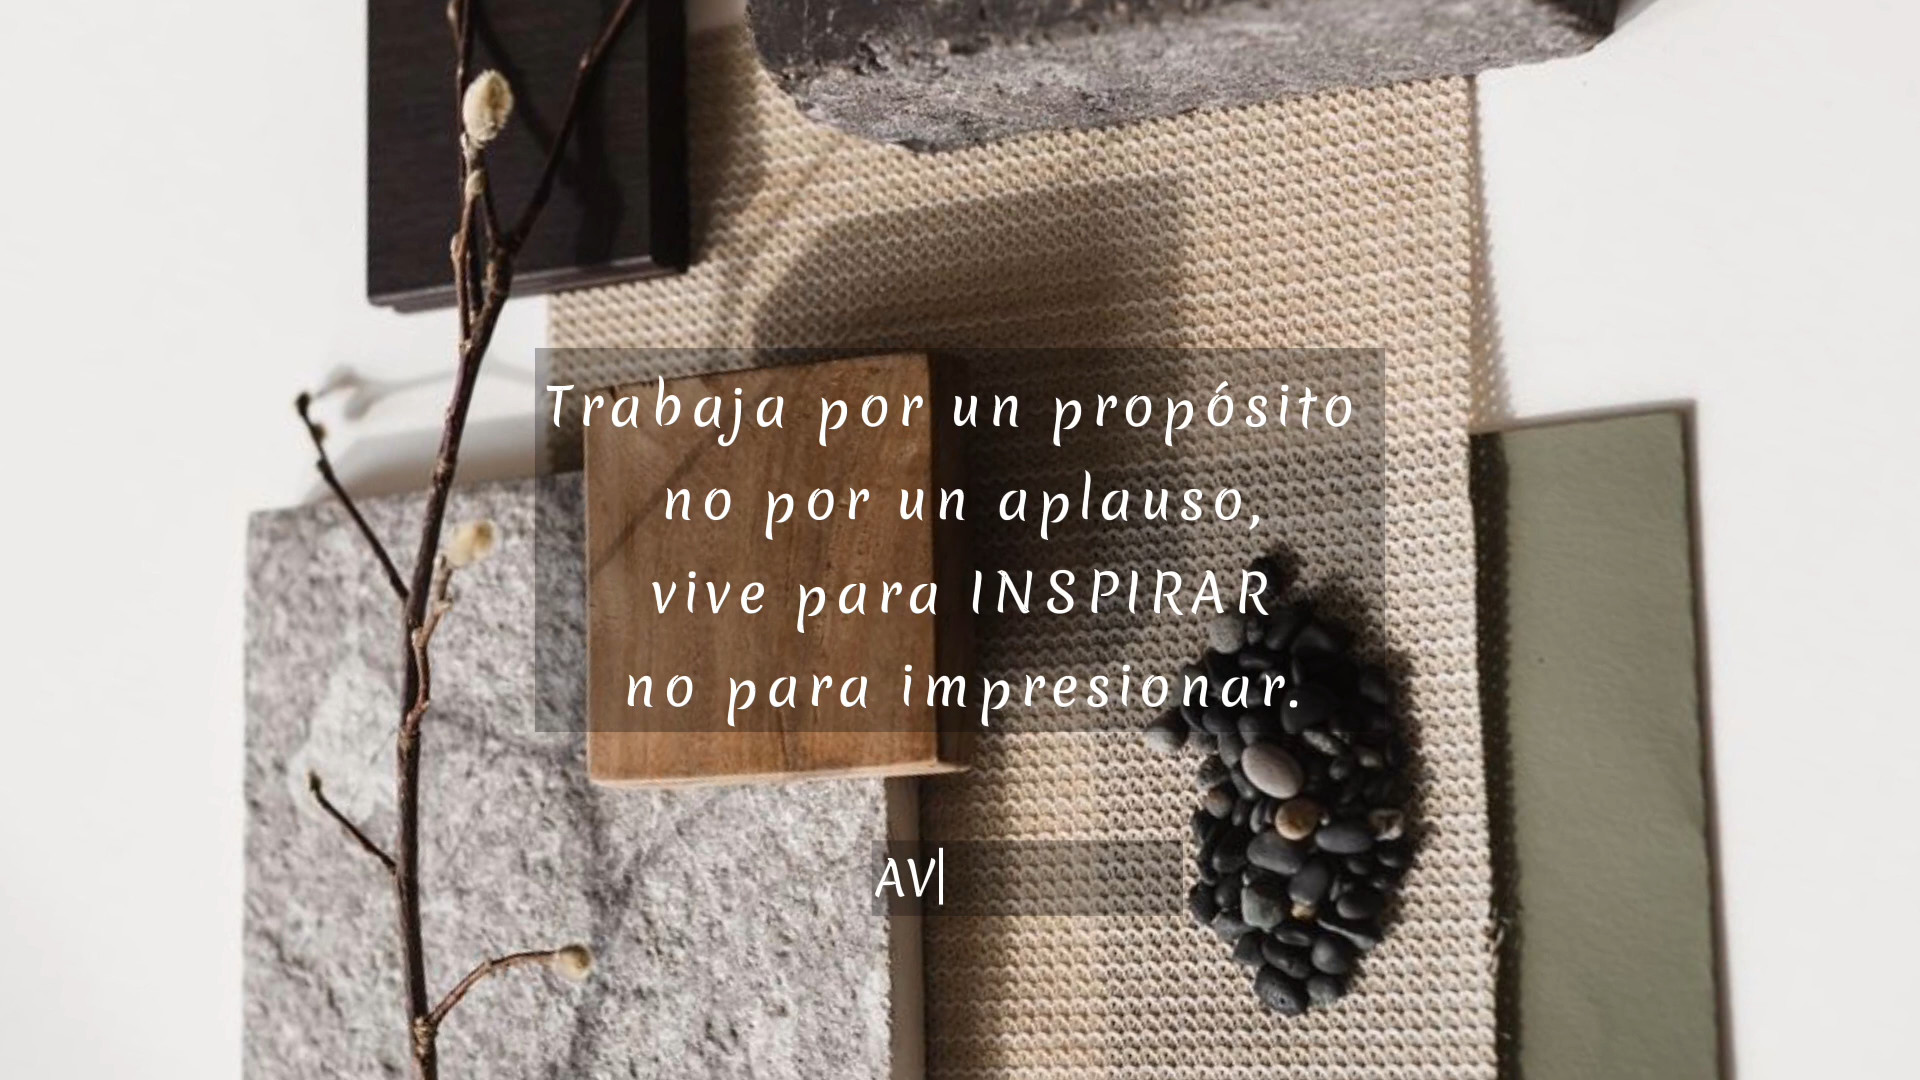 Trabaja por un propósito
no por un aplauso,
vive para INSPIRAR
no para impresionar.
AV|